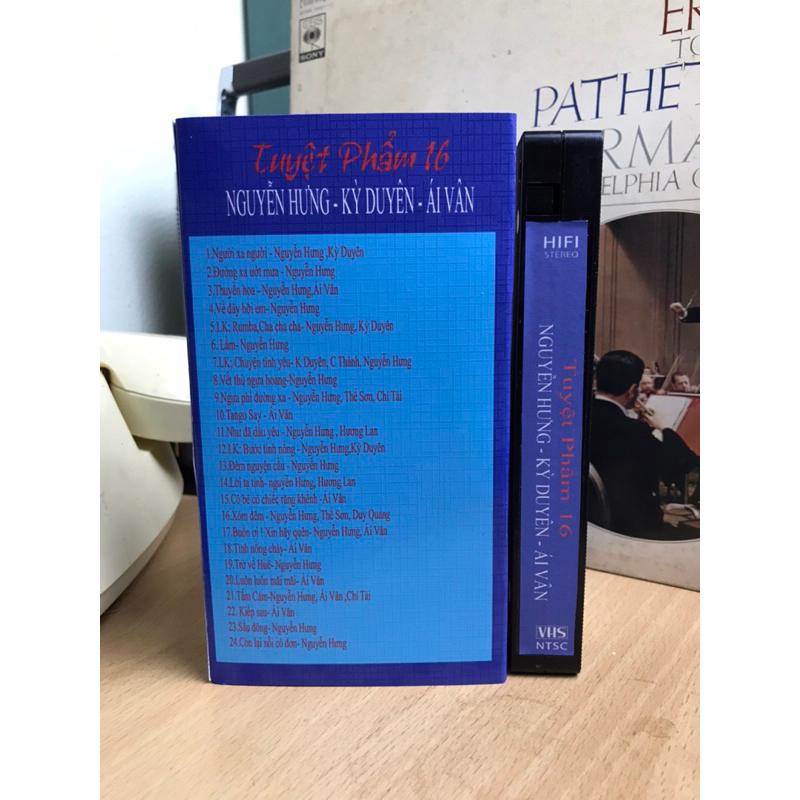 CBS
SONY
ER
TC
PATHÉT
RMA
ELPHIA O
Tuyệt Phẩm 16
NGUYỄN HƯNG - KỲ DUYÊN - ÁI VÂN
1.Người xa người - Nguyễn Hưng ,Kỳ Duyên
2.Đường xa ướt mưa - Nguyễn Hưng
3.Thuyền hoa - Nguyễn Hưng,Ái Vân
4.Về đây hỡi em- Nguyễn Hưng
5.LK: Rumba,Cha cha cha- Nguyễn Hưng, Kỳ Duyên
6. Lầm- Nguyễn Hưng
7.LK: Chuyện tình yêu- K.Duyên, C Thành, Nguyễn Hưng
8.Vết thù ngựa hoang-Nguyễn Hưng
9.Ngựa phi đường xa - Nguyễn Hưng, Thế Sơn, Chí Tài
10.Tango Say - Ái Vân
11.Như đã dấu yêu - Nguyễn Hưng , Hương Lan
12.LK: Bước tình nồng - Nguyễn Hưng,Kỳ Duyên
13.Đêm nguyện cầu - Nguyễn Hưng
14.Lời tạ tình- nguyễn Hưng, Hương Lan
15.Cô bé có chiếc răng khểnh -Ái Vân
16.Xóm đêm - Nguyễn Hưng, Thế Sơn, Duy Quang
17.Buồn ơi ! Xin hãy quên- Nguyễn Hưng, Ái Vân
18.Tình nồng cháy- Ái Vân
19.Trở về Huế- Nguyễn Hưng
20.Luôn luôn mãi mãi- Ái Vân
21.Tấm Cám-Nguyễn Hưng, Ái Vân ,Chí Tài
22. Kiếp sau- Ái Vân
23.Sầu đông- Nguyễn Hưng
24.Còn lại nỗi cô đơn- Nguyễn Hưng
HIFI
STEREO
Tuyệt Phẩm 16
NGUYỄN HƯNG - KỲ DUYÊN - ÁI VÂN
VHS
NTSC